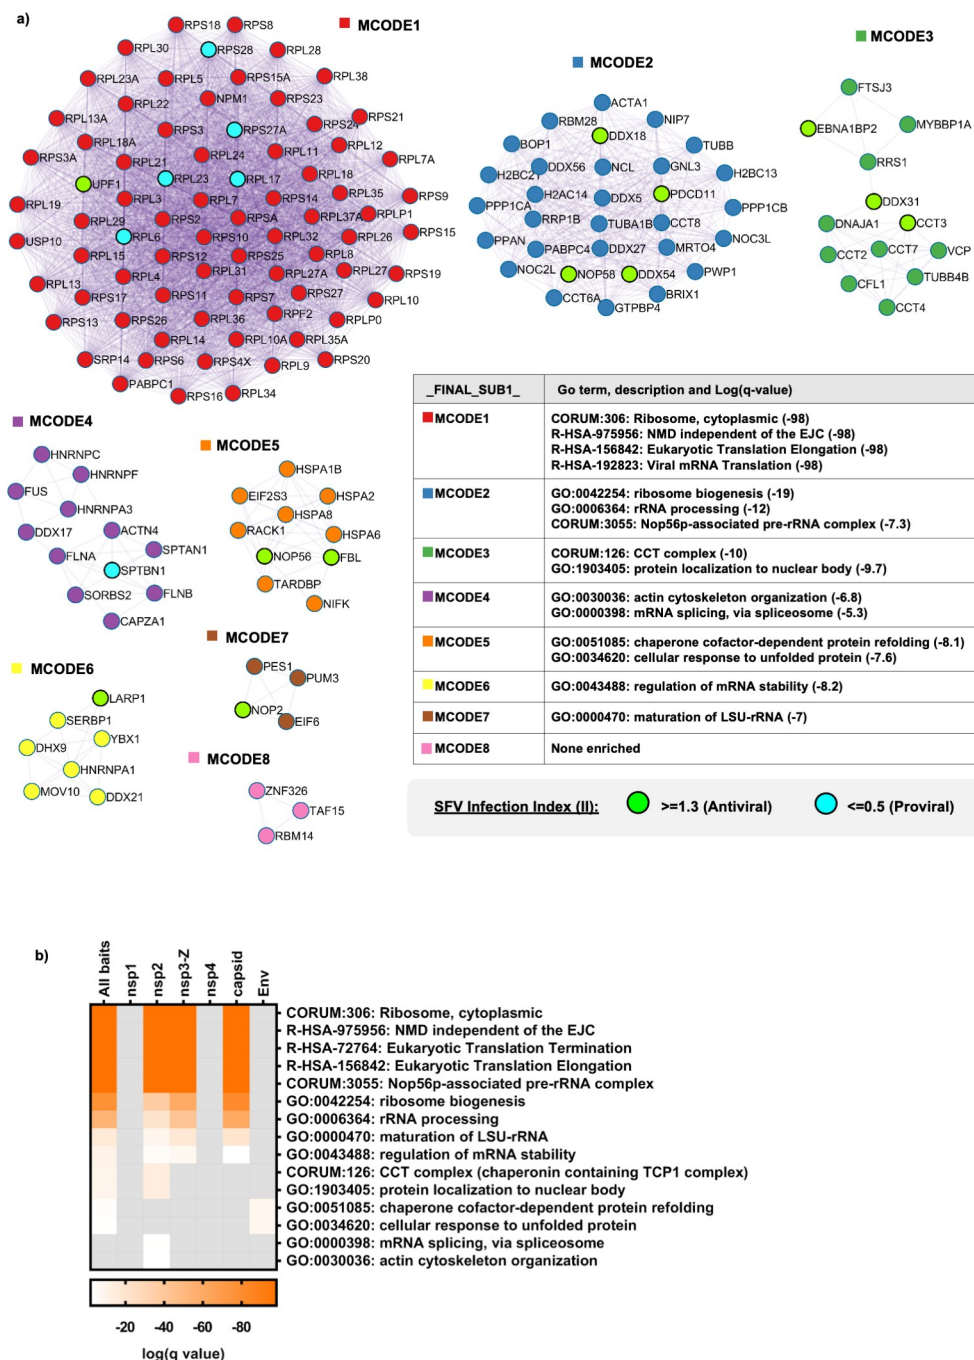 a)
MCODE1
RPS18
RPS8
RPL30
RPS28
RPL28
RPL23A
RPL5
RPS15A
RPL38
RPL22
NPM1
RPS23
RPL13A
RPS3
RPS27A
RPS24
RPS21
RPL18A
RPL12
RPS3A
RPL21
RPL24
RPL11
RPL7A
UPF1
RPL23
RPL17
RPL18
RPL19
RPL3
RPL7
RPS14
RPL35
RPS9
RPL29
RPS2
RPSA
RPL37A
RPLP1
USP10
RPL6
RPS10
RPL32
RPL26
RPS15
RPL15
RPS12
RPS25
RPL8
RPL13
RPL4
RPL31
RPL27A
RPL27
RPS19
RPS17
RPS11
RPS7
RPS27
RPL10
RPS13
RPS26
RPL36
RPF2
RPLP0
SRP14
RPL14
RPL10A
RPL35A
PABPC1
RPS6
RPS4X
RPL9
RPS20
RPS16
RPL34
MCODE2
ACTA1
RBM28
NIP7
DDX18
BOP1
TUBB
DDX56
NCL
GNL3
H2BC21
H2BC13
H2AC14
DDX5
PDCD11
PPP1CA
PPP1CB
RRP1B
TUBA1B
CCT8
PPAN
NOC3L
PABPC4
DDX27
MRTO4
NOC2L
NOP58
DDX54
PWP1
CCT6A
BRIX1
GTPBP4
MCODE3
FTSJ3
EBNA1BP2
MYBBP1A
RRS1
DDX31
DNAJA1
CCT3
CCT2
CCT7
VCP
CFL1
TUBB4B
CCT4
MCODE4
HNRNPC
HNRNPF
FUS
HNRNPA3
DDX17
ACTN4
FLNA
SPTAN1
SPTBN1
SORBS2
FLNB
CAPZA1
MCODE5
HSPA1B
EIF2S3
HSPA2
HSPA8
RACK1
HSPA6
NOP56
FBL
TARDBP
NIFK
MCODE6
LARP1
SERBP1
YBX1
DHX9
HNRNPA1
MOV10
DDX21
MCODE7
PES1
PUM3
NOP2
EIF6
MCODE8
ZNF326
TAF15
RBM14
_FINAL_SUB1_ Go term, description and Log(q-value)
MCODE1 CORUM:306: Ribosome, cytoplasmic (-98)
R-HSA-975956: NMD independent of the EJC (-98)
R-HSA-156842: Eukaryotic Translation Elongation (-98)
R-HSA-192823: Viral mRNA Translation (-98)
MCODE2 GO:0042254: ribosome biogenesis (-19)
GO:0006364: rRNA processing (-12)
CORUM:3055: Nop56p-associated pre-rRNA complex (-7.3)
MCODE3 CORUM:126: CCT complex (-10)
GO:1903405: protein localization to nuclear body (-9.7)
MCODE4 GO:0030036: actin cytoskeleton organization (-6.8)
GO:0000398: mRNA splicing, via spliceosome (-5.3)
MCODE5 GO:0051085: chaperone cofactor-dependent protein refolding (-8.1)
GO:0034620: cellular response to unfolded protein (-7.6)
MCODE6 GO:0043488: regulation of mRNA stability (-8.2)
MCODE7 GO:0000470: maturation of LSU-rRNA (-7)
MCODE8 None enriched
SFV Infection Index (II): >=1.3 (Antiviral) <=0.5 (Proviral)
b)
All baits
nsp1
nsp2
nsp3-Z
nsp4
capsid
Env
CORUM:306: Ribosome, cytoplasmic
R-HSA-975956: NMD independent of the EJC
R-HSA-72764: Eukaryotic Translation Termination
R-HSA-156842: Eukaryotic Translation Elongation
CORUM:3055: Nop56p-associated pre-rRNA complex
GO:0042254: ribosome biogenesis
GO:0006364: rRNA processing
GO:0000470: maturation of LSU-rRNA
GO:0043488: regulation of mRNA stability
CORUM:126: CCT complex (chaperonin containing TCP1 complex)
GO:1903405: protein localization to nuclear body
GO:0051085: chaperone cofactor-dependent protein refolding
GO:0034620: cellular response to unfolded protein
GO:0000398: mRNA splicing, via spliceosome
GO:0030036: actin cytoskeleton organization
-20 -40 -60 -80
log(q value)